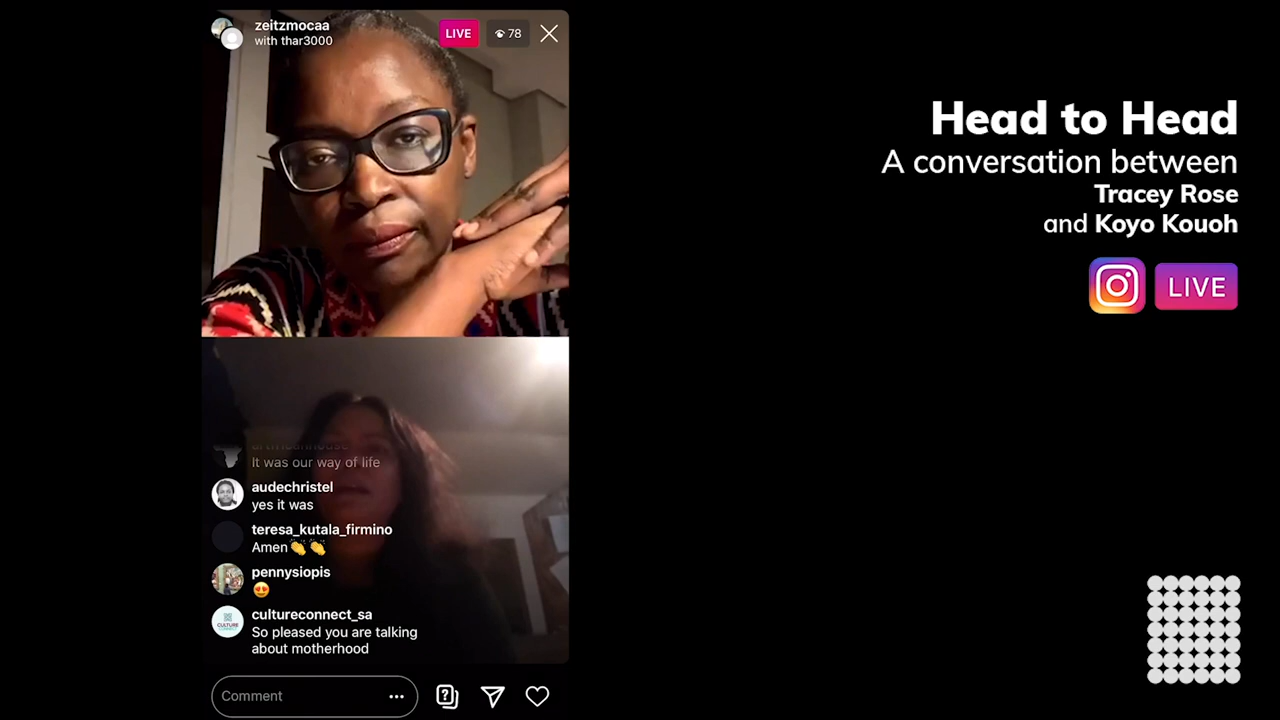 zeitzmocaa
with thar3000
LIVE
78
Head to Head
A conversation between
Tracey Rose
and Koyo Kouoh
LIVE
It was our way of life
audechristel
yes it was
teresa_kutala_firmino
Amen👏👏
pennysiopis
😍
cultureconnect_sa
So pleased you are talking
about motherhood
CULTURE
Comment